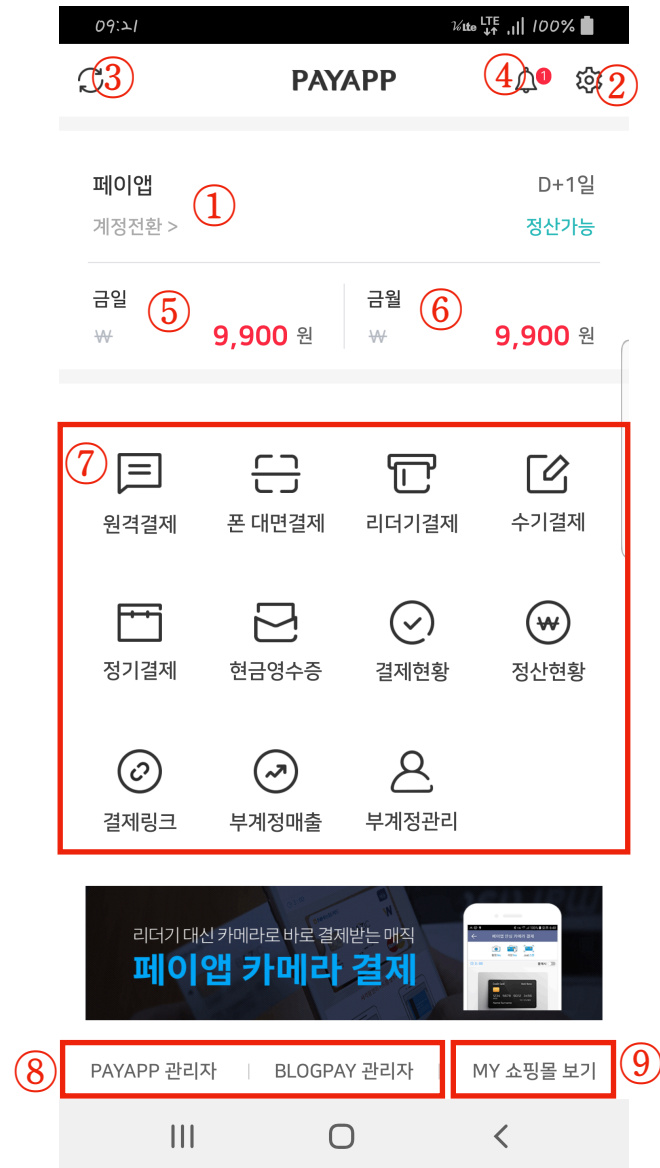 09:21 LTE 100%
③ PAYAPP ④ 1 ②
페이앱 ① D+1일
계정전환 > 정산가능
금일 ⑤ 금월 ⑥
₩ 9,900 원 ₩ 9,900 원
⑦
원격결제 폰 대면결제 리더기결제 수기결제
정기결제 현금영수증 결제현황 정산현황
결제링크 부계정매출 부계정관리
리더기 대신 카메라로 바로 결제받는 매직
페이앱 카메라 결제
⑧ PAYAPP 관리자 | BLOGPAY 관리자 | MY 쇼핑몰 보기 ⑨